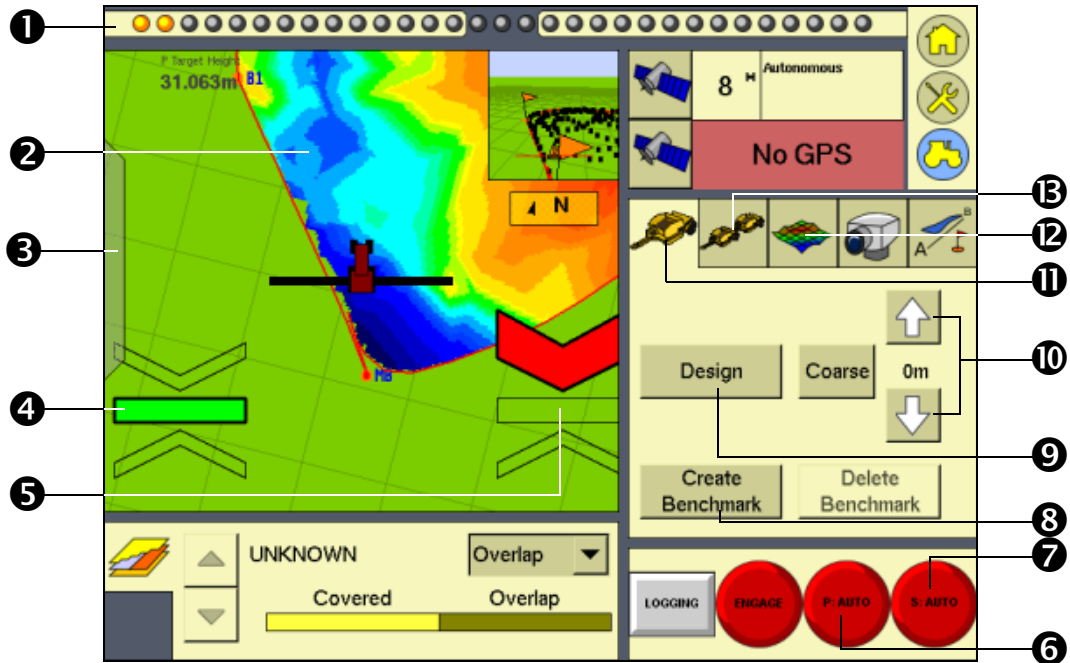 1
P Target Height
31.063m
B1
8 H
Autonomous
2
No GPS
N
13
A
B
12
3
11
10
Design
Coarse
0m
M6
4
9
5
Create
Benchmark
Delete
Benchmark
8
UNKNOWN
Overlap
7
Covered
Overlap
LOGGING
ENGAGE
P: AUTO
S: AUTO
6